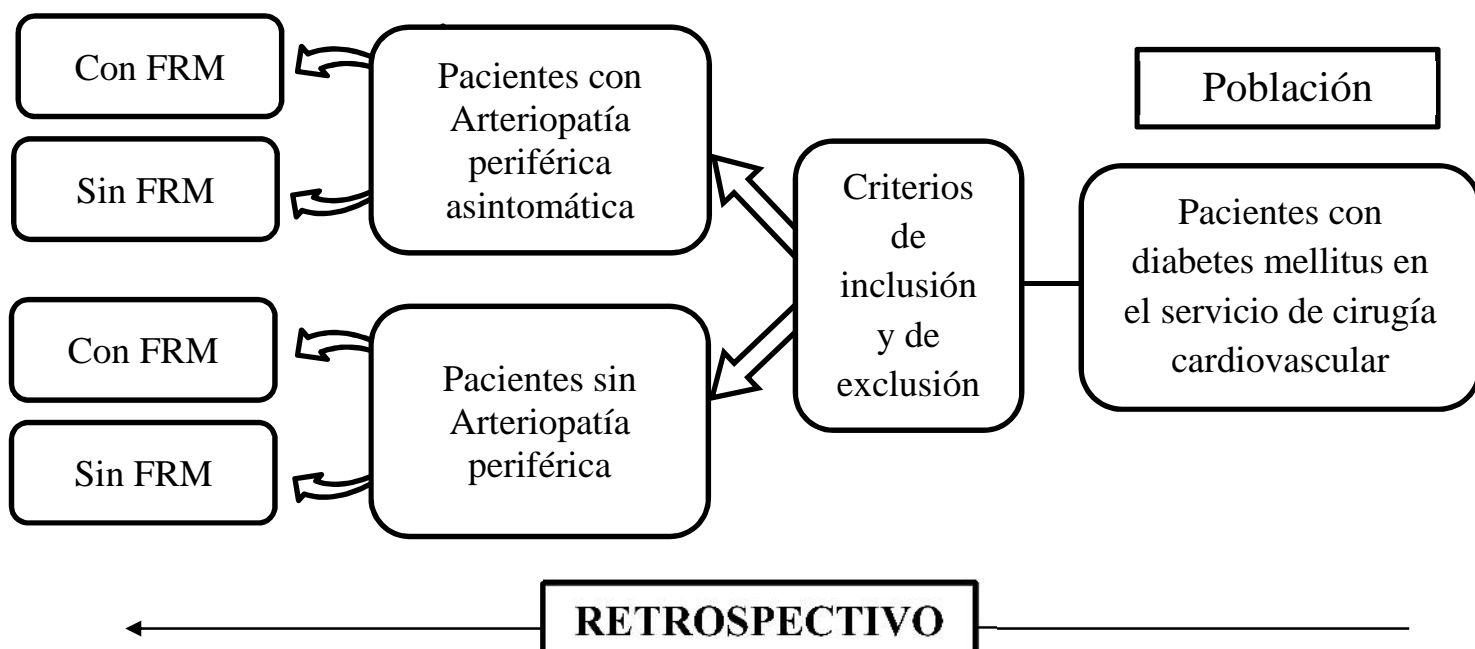 Con FRM
Sin FRM
Pacientes con
Arteriopatía
periférica
asintomática
Con FRM
Sin FRM
Pacientes sin
Arteriopatía
periférica
Criterios
de
inclusión
y de
exclusión
Población
Pacientes con
diabetes mellitus en
el servicio de cirugía
cardiovascular
RETROSPECTIVO